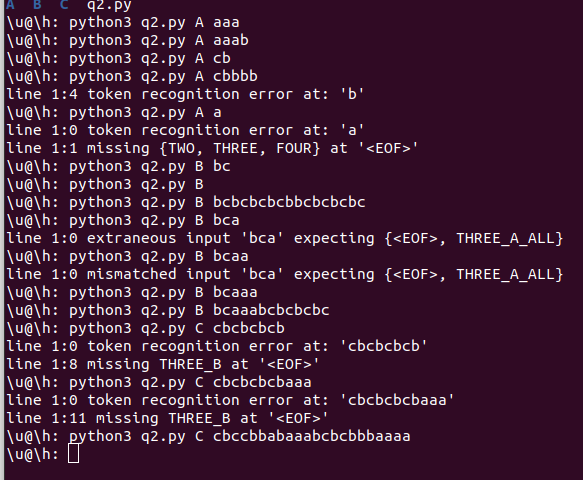 A  B  C  q2.py
\u@\h: python3 q2.py A aaa
\u@\h: python3 q2.py A aaab
\u@\h: python3 q2.py A cb
\u@\h: python3 q2.py A cbbbb
line 1:4 token recognition error at: 'b'
\u@\h: python3 q2.py A a
line 1:0 token recognition error at: 'a'
line 1:1 missing {TWO, THREE, FOUR} at '<EOF>'
\u@\h: python3 q2.py B bc
\u@\h: python3 q2.py B
\u@\h: python3 q2.py B bcbcbcbcbbcbcbcbc
\u@\h: python3 q2.py B bca
line 1:0 extraneous input 'bca' expecting {<EOF>, THREE_A_ALL}
\u@\h: python3 q2.py B bcaa
line 1:0 mismatched input 'bca' expecting {<EOF>, THREE_A_ALL}
\u@\h: python3 q2.py B bcaaa
\u@\h: python3 q2.py B bcaaabcbcbcbc
\u@\h: python3 q2.py C cbcbcbcb
line 1:0 token recognition error at: 'cbcbcbcb'
line 1:8 missing THREE_B at '<EOF>'
\u@\h: python3 q2.py C cbcbcbcbaaa
line 1:0 token recognition error at: 'cbcbcbcbaaa'
line 1:11 missing THREE_B at '<EOF>'
\u@\h: python3 q2.py C cbccbbabaaabcbcbbbaaaa
\u@\h: